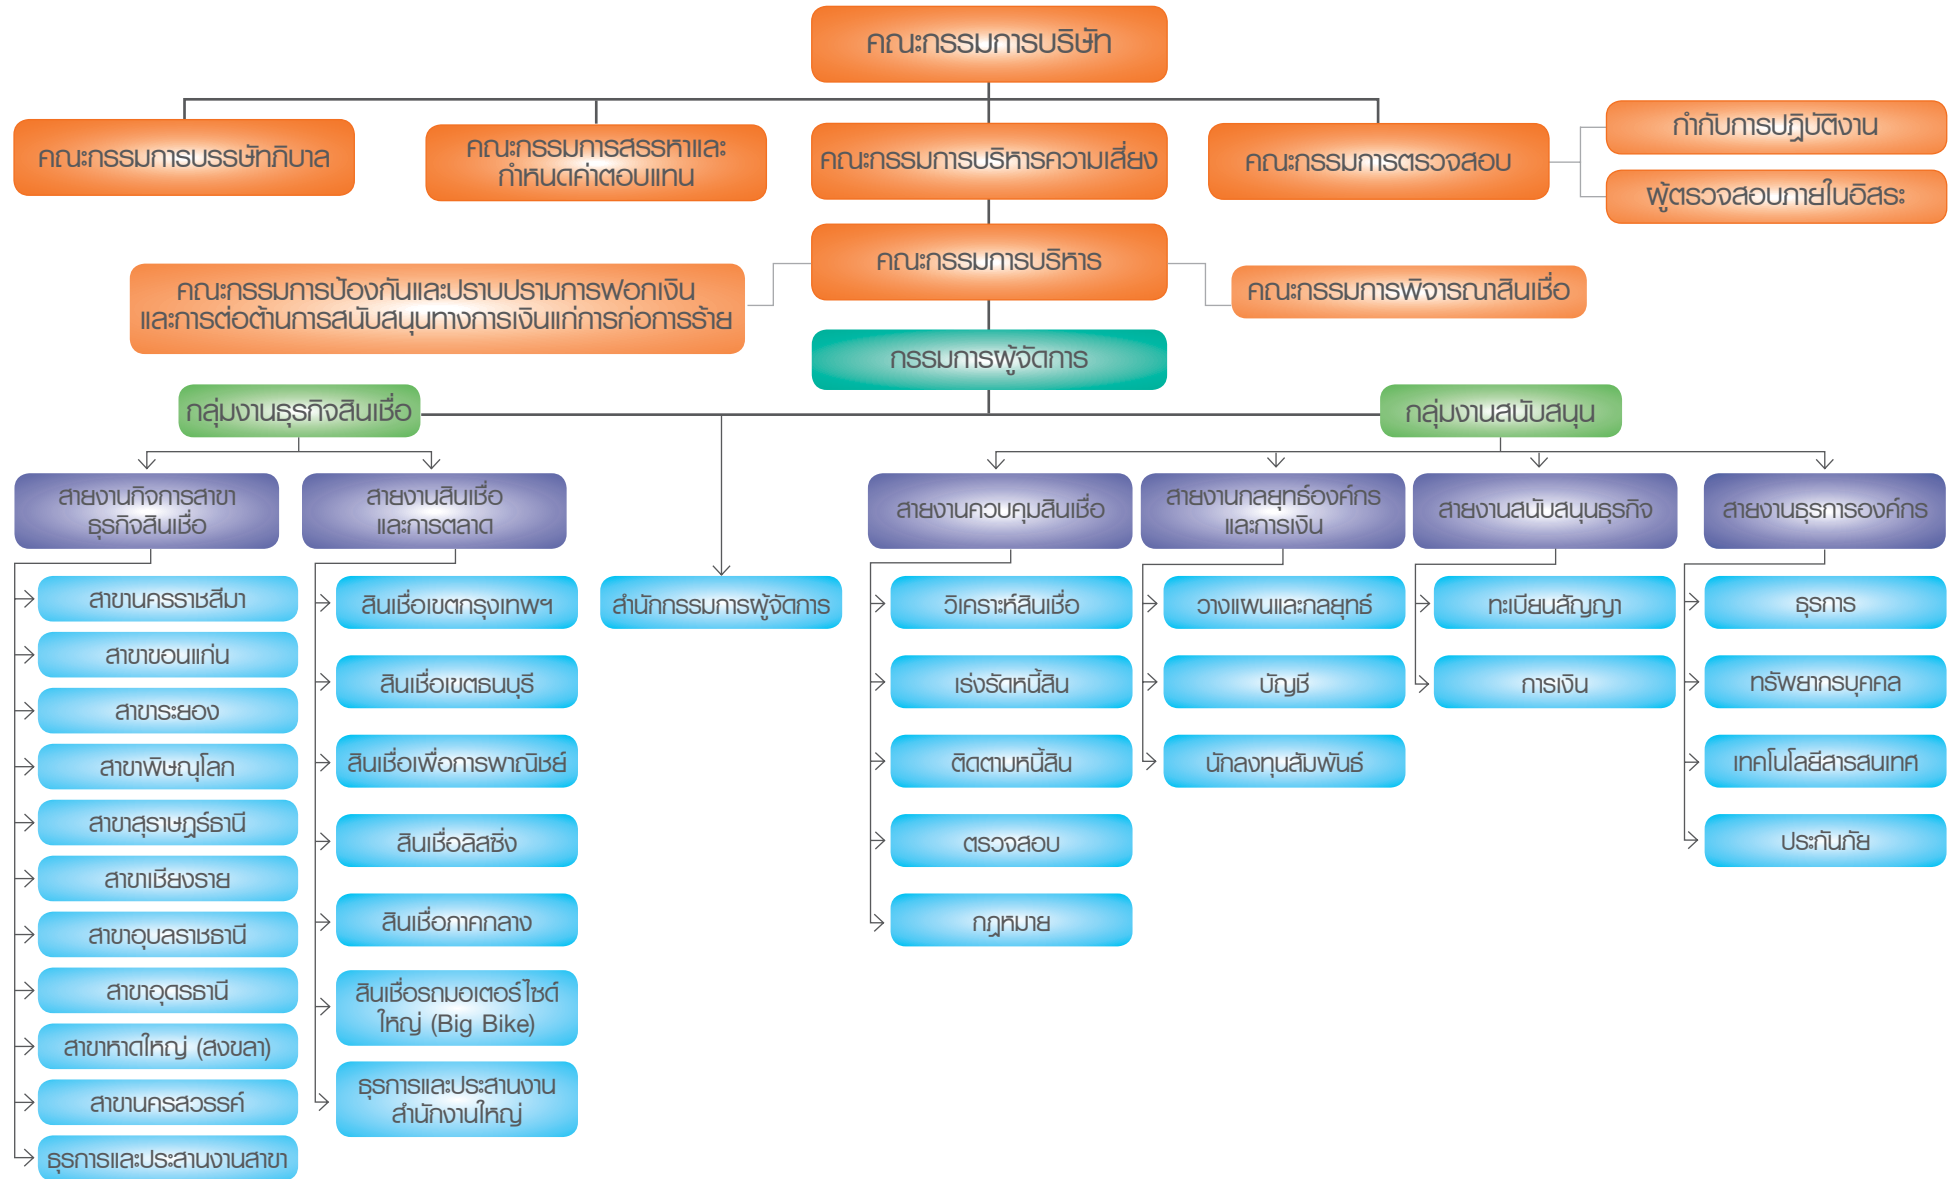 คณะกรรมการบริษัท
คณะกรรมการบรรษัทภิบาล
คณะกรรมการสรรหาและ
กำหนดค่าตอบแทน
คณะกรรมการบริหารความเสี่ยง
คณะกรรมการตรวจสอบ
กำกับการปฏิบัติงาน
ผู้ตรวจสอบภายในอิสระ
คณะกรรมการบริหาร
คณะกรรมการป้องกันและปราบปรามการฟอกเงิน
และการต่อต้านการสนับสนุนทางการเงินแก่การก่อการร้าย
คณะกรรมการพิจารณาสินเชื่อ
กรรมการผู้จัดการ
กลุ่มงานธุรกิจสินเชื่อ
กลุ่มงานสนับสนุน
สายงานกิจการสาขา
ธุรกิจสินเชื่อ
สายงานสินเชื่อ
และการตลาด
สายงานควบคุมสินเชื่อ
สายงานกลยุทธ์องค์กร
และการเงิน
สายงานสนับสนุนธุรกิจ
สายงานธุรการองค์กร
สาขานครราชสีมา
สาขาขอนแก่น
สาขาระยอง
สาขาพิษณุโลก
สาขาสุราษฎร์ธานี
สาขาเชียงราย
สาขาอุบลราชธานี
สาขาอุดรธานี
สาขาหาดใหญ่ (สงขลา)
สาขานครสวรรค์
ธุรการและประสานงานสาขา
สินเชื่อเขตกรุงเทพฯ
สินเชื่อเขตธนบุรี
สินเชื่อเพื่อการพาณิชย์
สินเชื่อลิสซิ่ง
สินเชื่อภาคกลาง
สินเชื่อรถมอเตอร์ไซด์
ใหญ่ (Big Bike)
ธุรการและประสานงาน
สำนักงานใหญ่
สำนักกรรมการผู้จัดการ
วิเคราะห์สินเชื่อ
เร่งรัดหนี้สิน
ติดตามหนี้สิน
ตรวจสอบ
กฎหมาย
วางแผนและกลยุทธ์
บัญชี
นักลงทุนสัมพันธ์
ทะเบียนสัญญา
การเงิน
ธุรการ
ทรัพยากรบุคคล
เทคโนโลยีสารสนเทศ
ประกันภัย